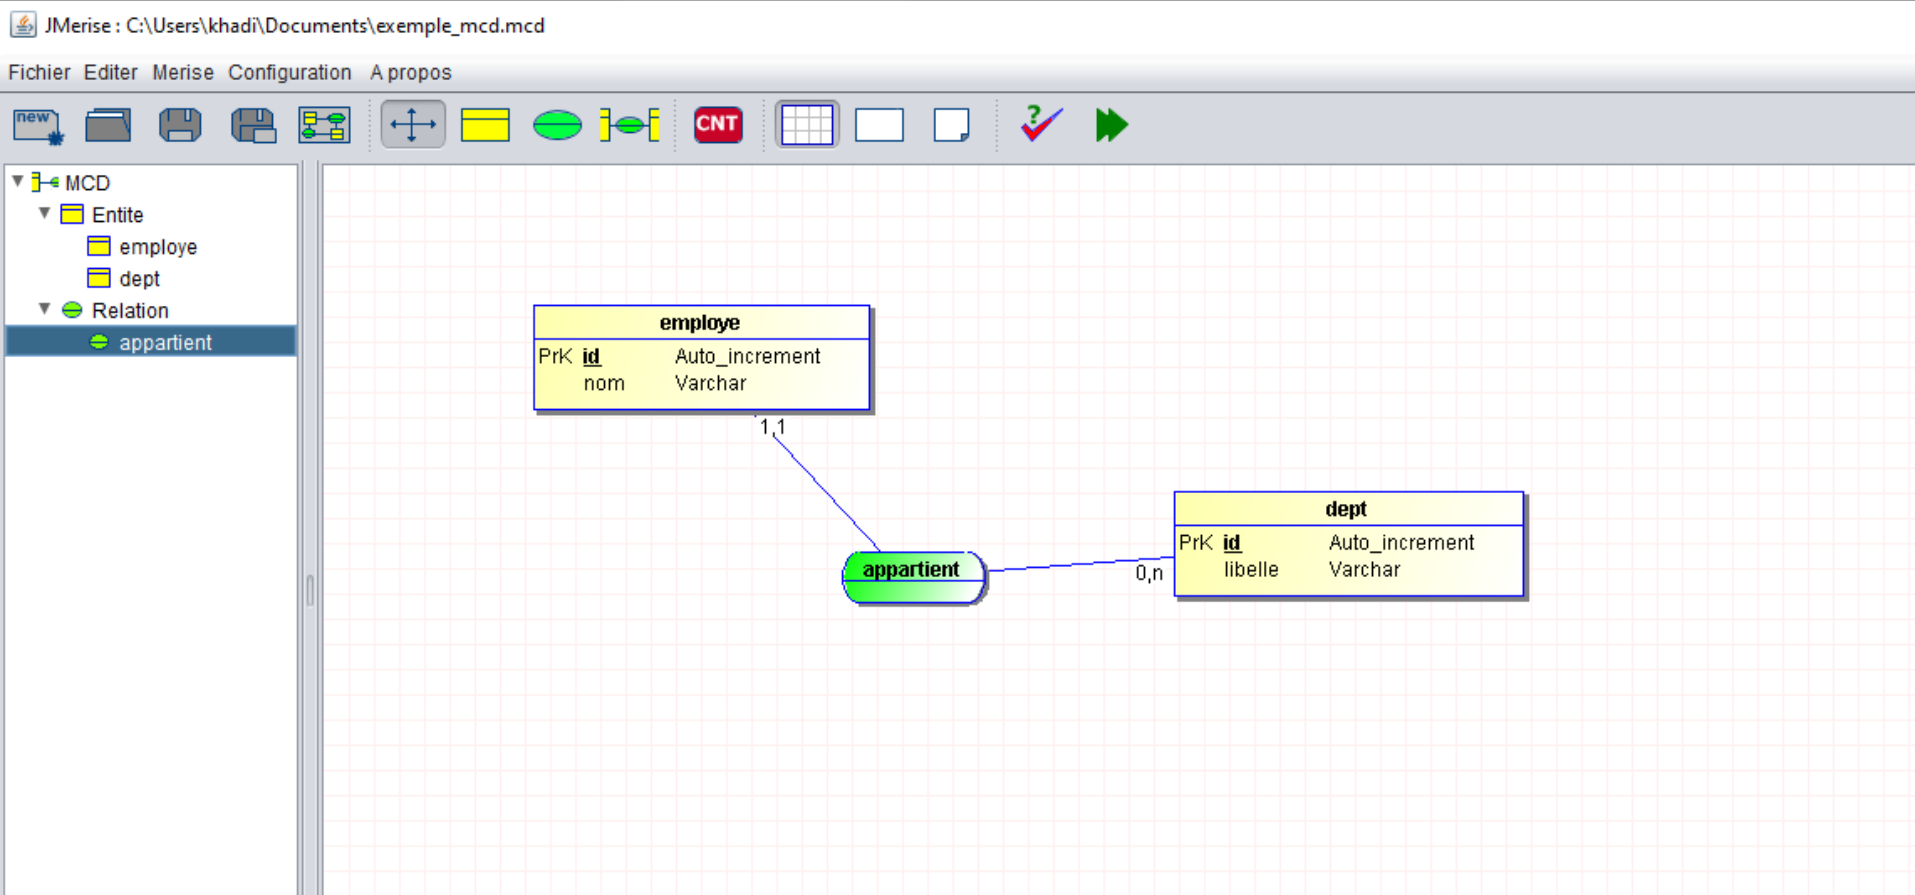 JMerise : C:\Users\khadi\Documents\exemple_mcd.mcd
Fichier Editer Merise Configuration A propos
new CNT ?
MCD
Entite
employe
dept
Relation
appartient
employe
PrK id Auto_increment
nom Varchar
1,1
appartient
0,n
dept
PrK id Auto_increment
libelle Varchar